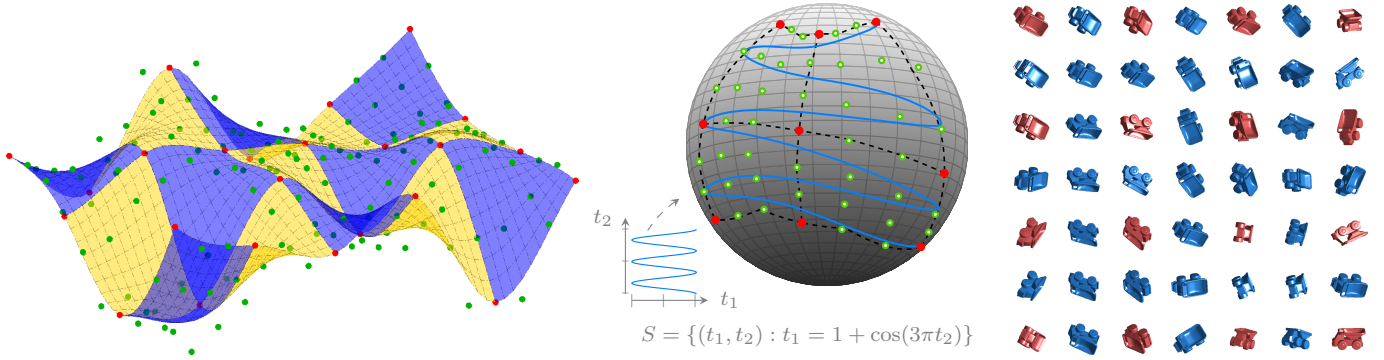 t₂
t₁
S = {(t₁, t₂) : t₁ = 1 + cos(3πt₂)}